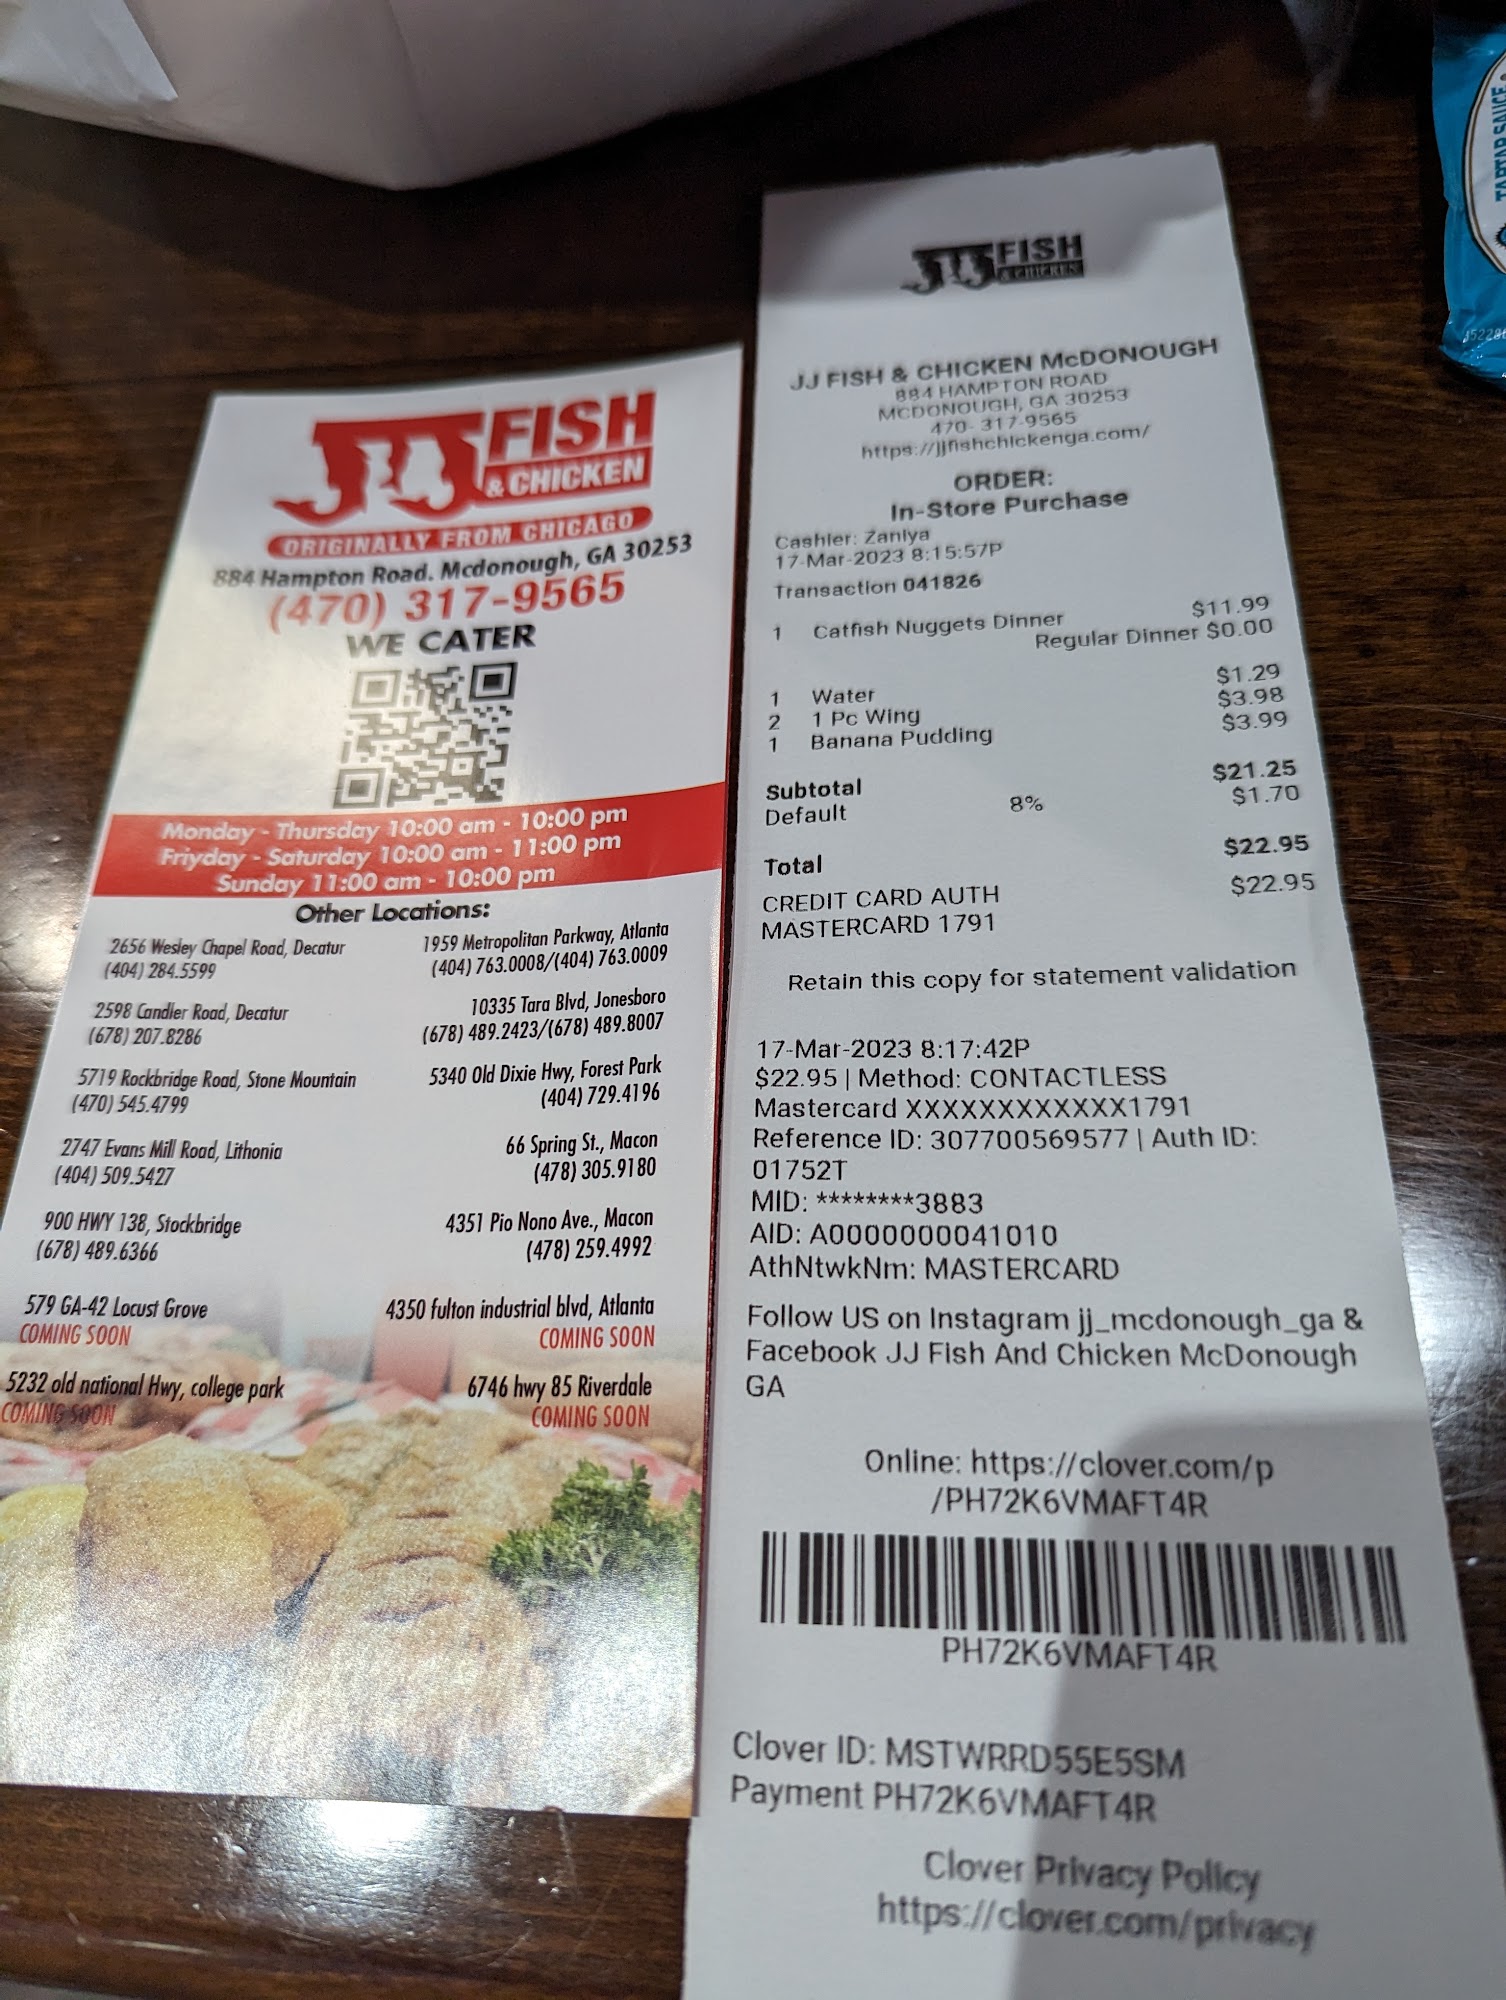 JJ FISH
& CHICKEN
ORIGINALLY FROM CHICAGO
884 Hampton Road. Mcdonough, GA 30253
(470) 317-9565
WE CATER
Monday - Thursday 10:00 am - 10:00 pm
Friyday - Saturday 10:00 am - 11:00 pm
Sunday 11:00 am - 10:00 pm
Other Locations:
2656 Wesley Chapel Road, Decatur
(404) 284.5599
2598 Candler Road, Decatur
(678) 207.8286
5719 Rockbridge Road, Stone Mountain
(470) 545.4799
2747 Evans Mill Road, Lithonia
(404) 509.5427
900 HWY 138, Stockbridge
(678) 489.6366
579 GA-42 Locust Grove
COMING SOON
5232 old national Hwy, college park
COMING SOON
1959 Metropolitan Parkway, Atlanta
(404) 763.0008/(404) 763.0009
10335 Tara Blvd, Jonesboro
(678) 489.2423/(678) 489.8007
5340 Old Dixie Hwy, Forest Park
(404) 729.4196
66 Spring St., Macon
(478) 305.9180
4351 Pio Nono Ave., Macon
(478) 259.4992
4350 fulton industrial blvd, Atlanta
COMING SOON
6746 hwy 85 Riverdale
COMING SOON
JJ FISH
& CHICKEN
JJ FISH & CHICKEN McDONOUGH
884 HAMPTON ROAD
MCDONOUGH, GA 30253
470- 317-9565
https://jjfishchickenga.com/
ORDER:
In-Store Purchase
Cashier: Zaniya
17-Mar-2023 8:15:57P
Transaction 041826
1 Catfish Nuggets Dinner $11.99
Regular Dinner $0.00
1 Water $1.29
2 1 Pc Wing $3.98
1 Banana Pudding $3.99
Subtotal $21.25
Default 8% $1.70
Total $22.95
CREDIT CARD AUTH $22.95
MASTERCARD 1791
Retain this copy for statement validation
17-Mar-2023 8:17:42P
$22.95 | Method: CONTACTLESS
Mastercard XXXXXXXXXXXX1791
Reference ID: 307700569577 | Auth ID:
01752T
MID: ********3883
AID: A0000000041010
AthNtwkNm: MASTERCARD
Follow US on Instagram jj_mcdonough_ga &
Facebook JJ Fish And Chicken McDonough
GA
Online: https://clover.com/p
/PH72K6VMAFT4R
PH72K6VMAFT4R
Clover ID: MSTWRRD55E5SM
Payment PH72K6VMAFT4R
Clover Privacy Policy
https://clover.com/privacy
TARTAR SAUCE